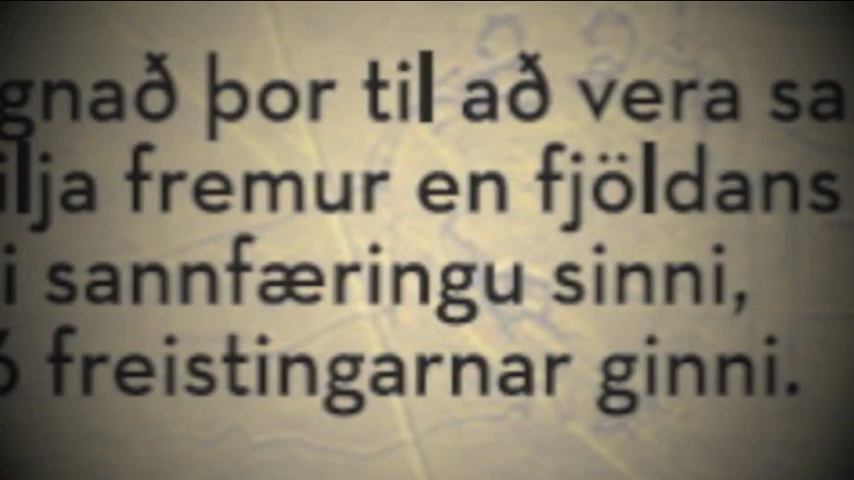 gnað þor til að vera sa
ilja fremur en fjöldans
i sannfæringu sinni,
ó freistingarnar ginni.